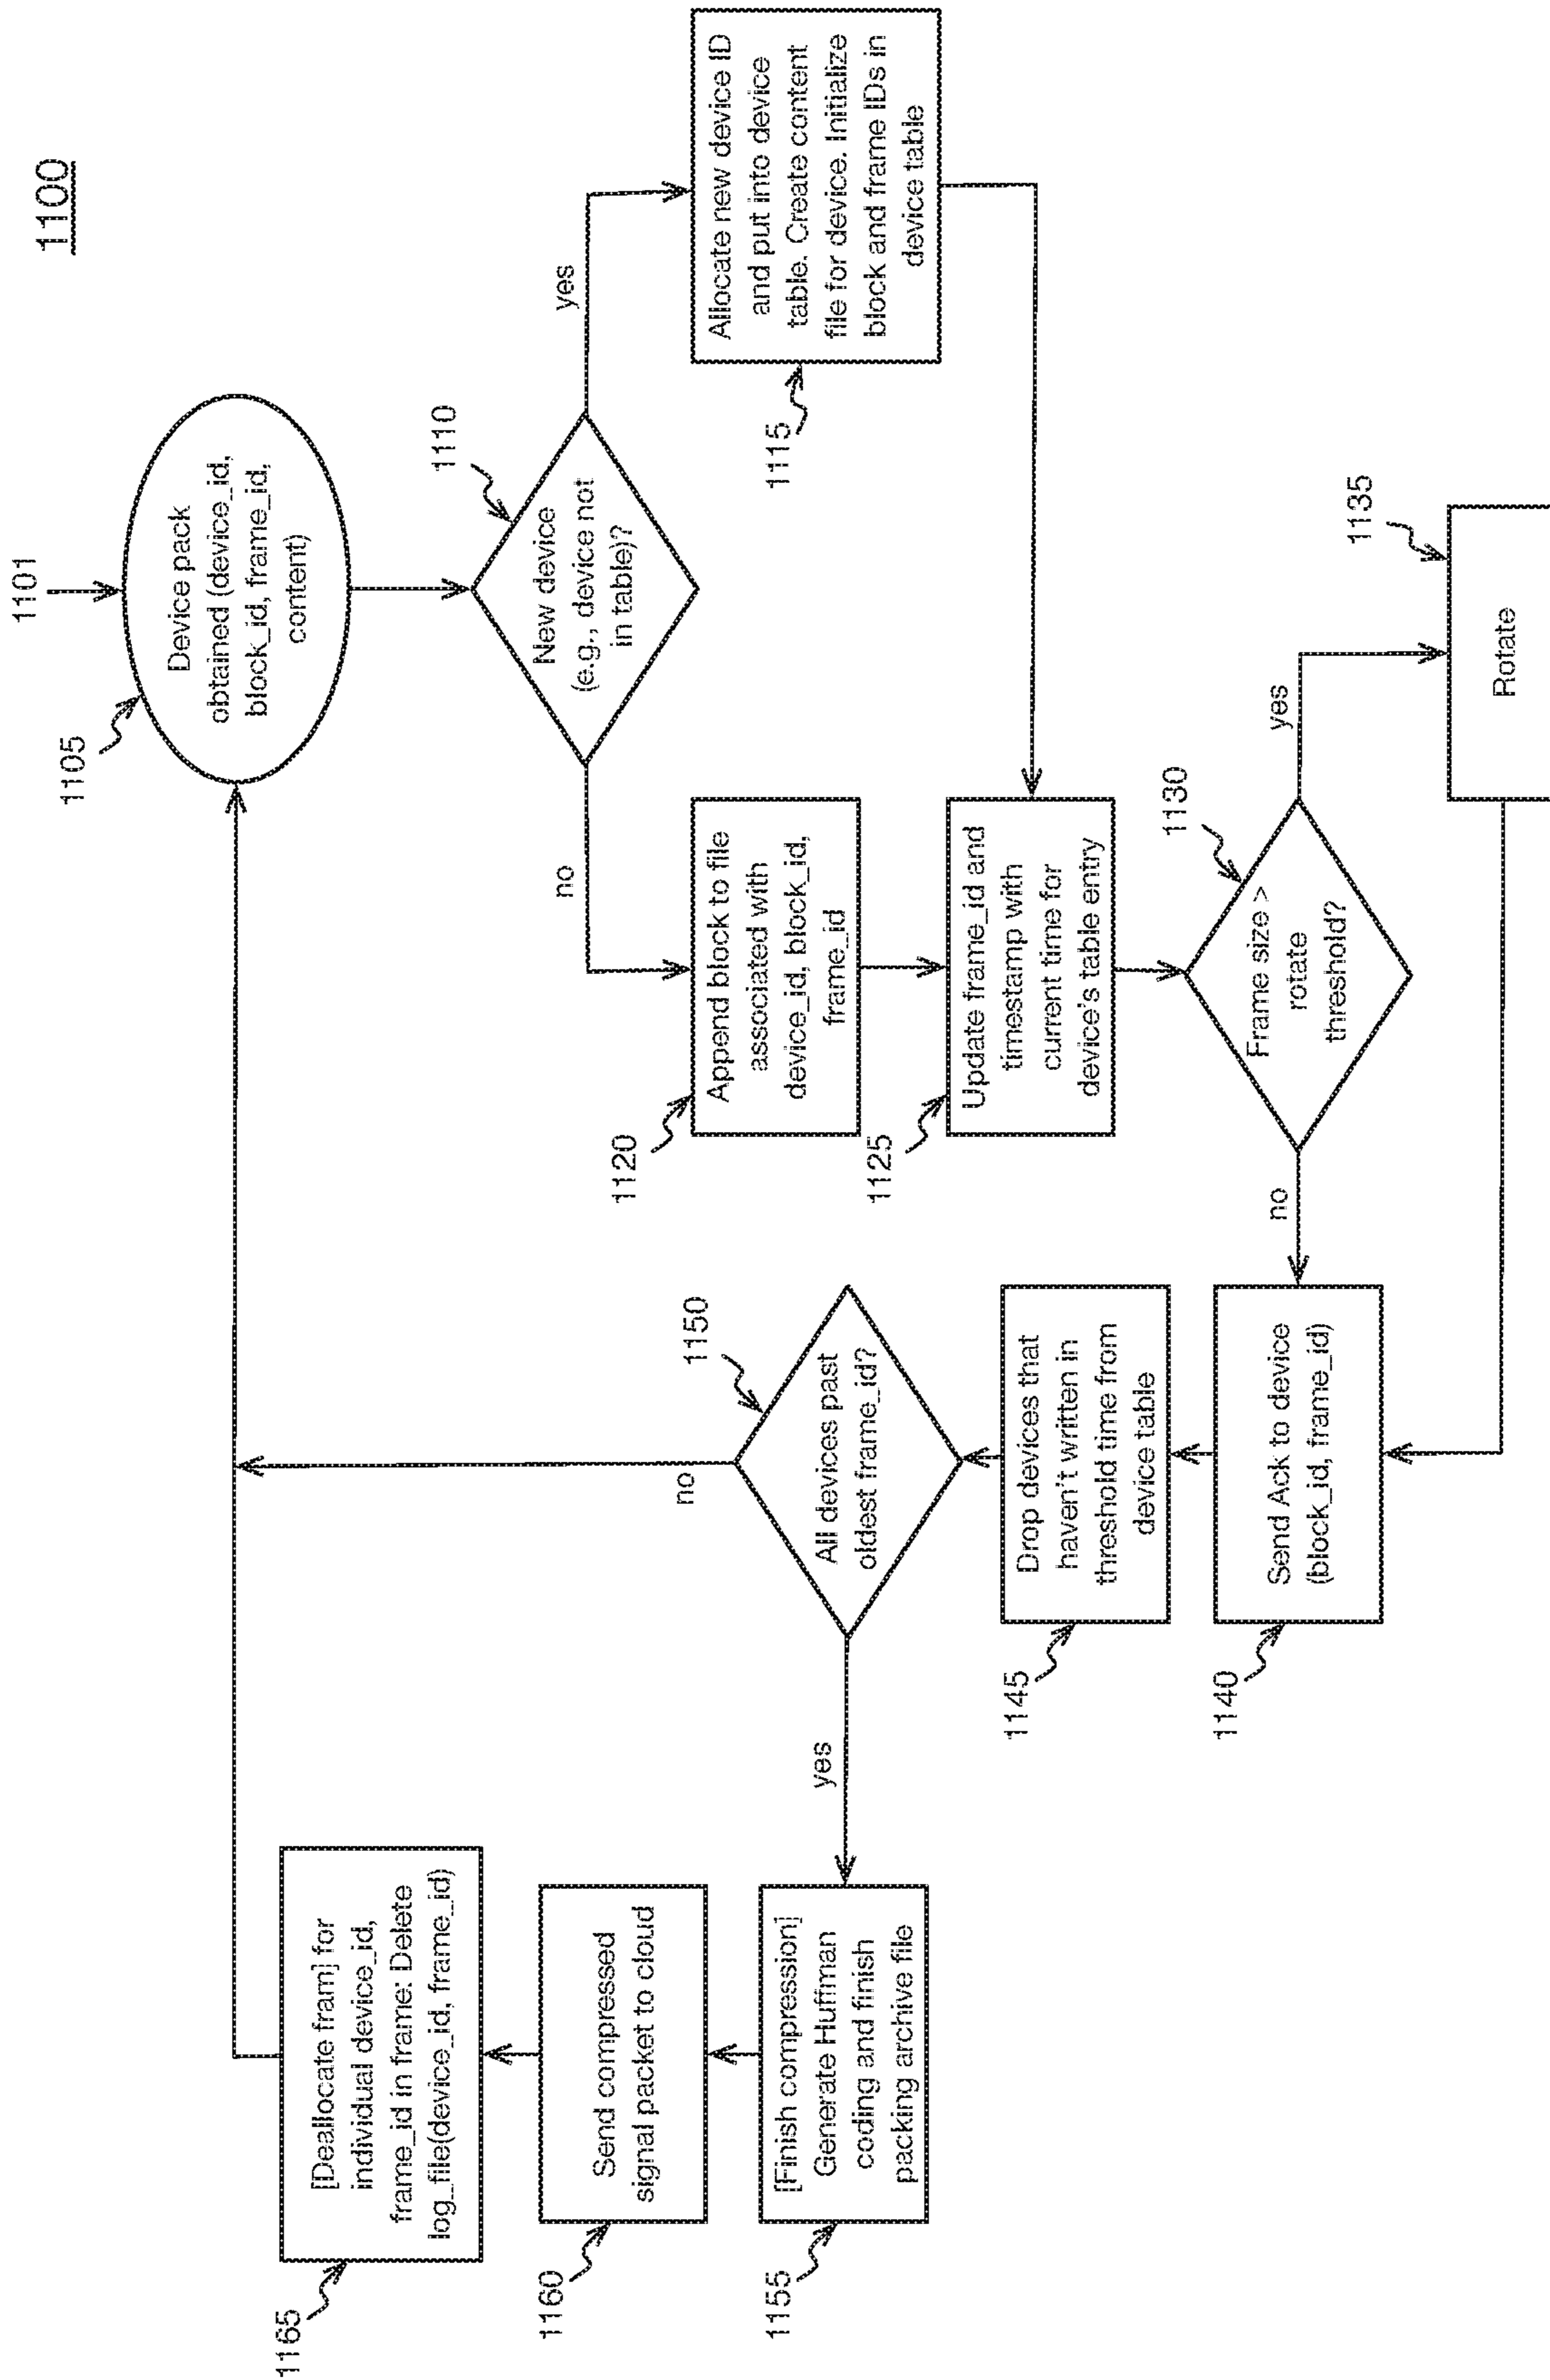 1100
1101
1105
Device pack
obtained (device_id,
block_id, frame_id,
content)
1110
New device
(e.g., device not
in table)?
yes
no
1115
Allocate new device ID
and put into device
table. Create content
file for device. Initialize
block and frame IDs in
device table
1120
Append block to file
associated with
device_id, block_id,
frame_id
1125
Update frame_id and
timestamp with
current time for
device's table entry
1130
Frame size >
rotate
threshold?
yes
no
1135
Rotate
1140
Send Ack to device
(block_id, frame_id)
1145
Drop devices that
haven't written in
threshold time from
device table
1150
All devices past
oldest frame_id?
no
yes
1155
[Finish compression]
Generate Huffman
coding and finish
packing archive file
1160
Send compressed
signal packet to cloud
1165
[Deallocate fram] for
individual device_id,
frame_id in frame: Delete
log_file(device_id, frame_id)